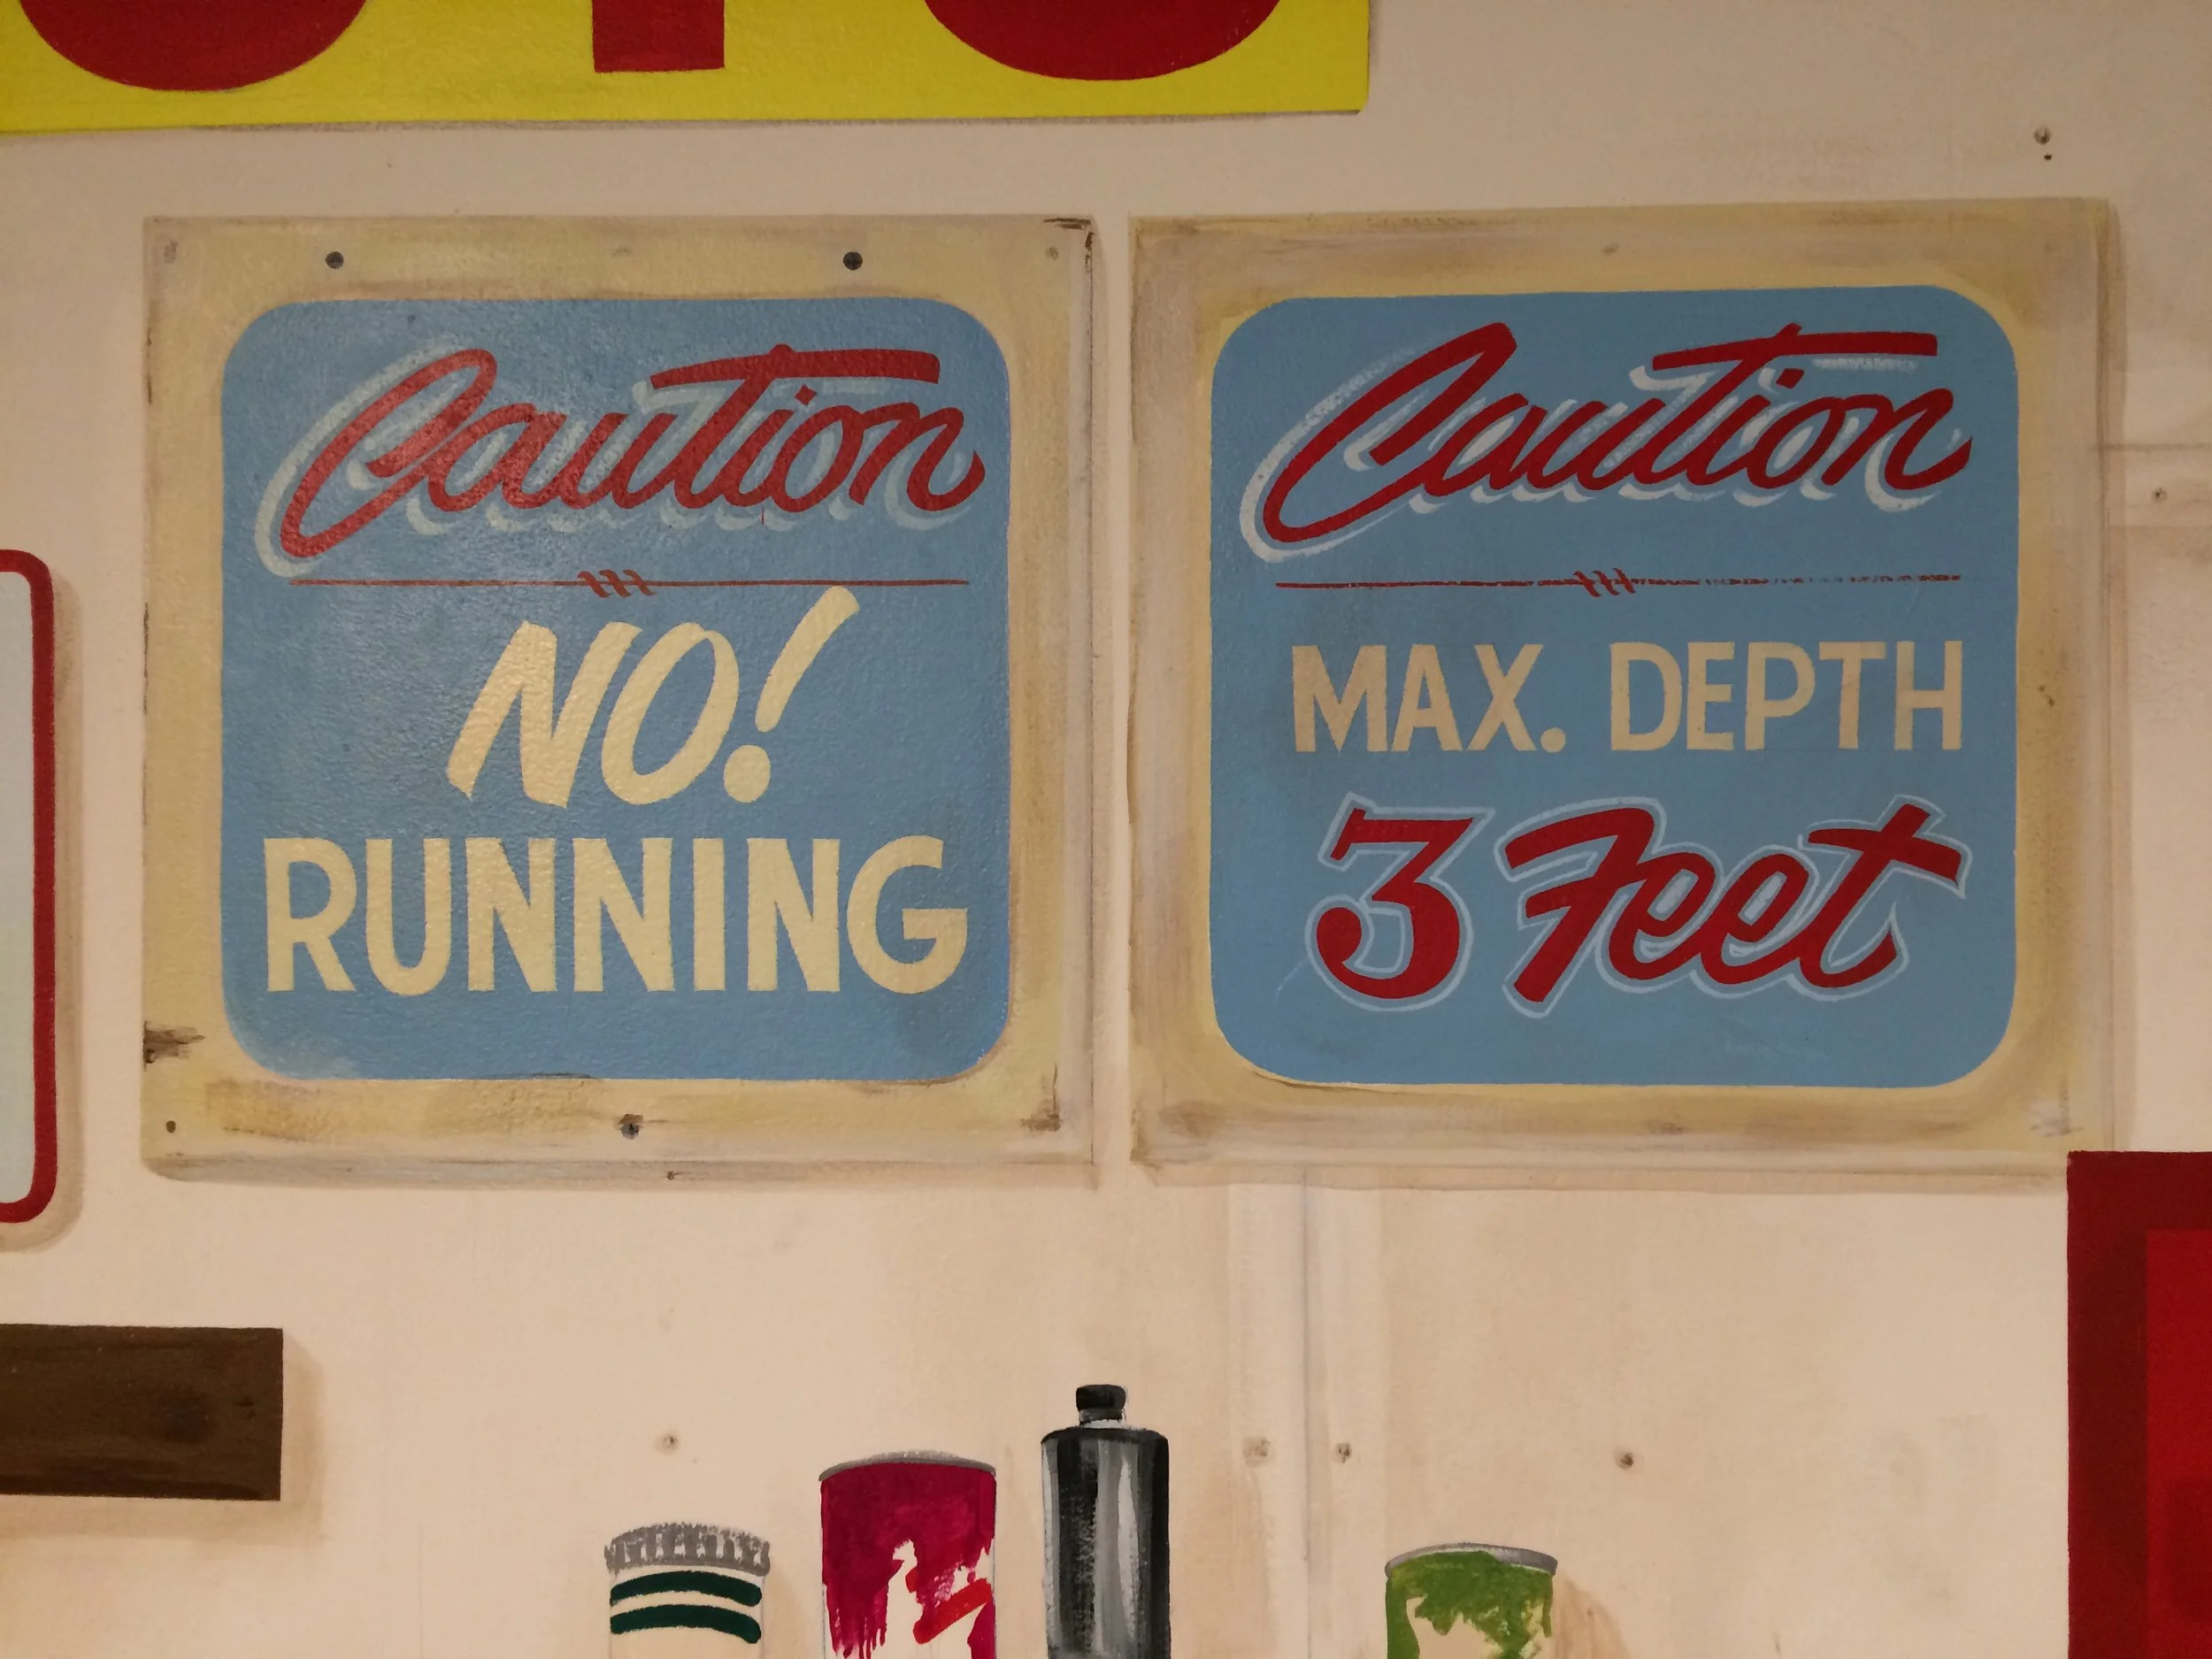 Caution
NO!
RUNNING
Caution
MAX. DEPTH
3 Feet